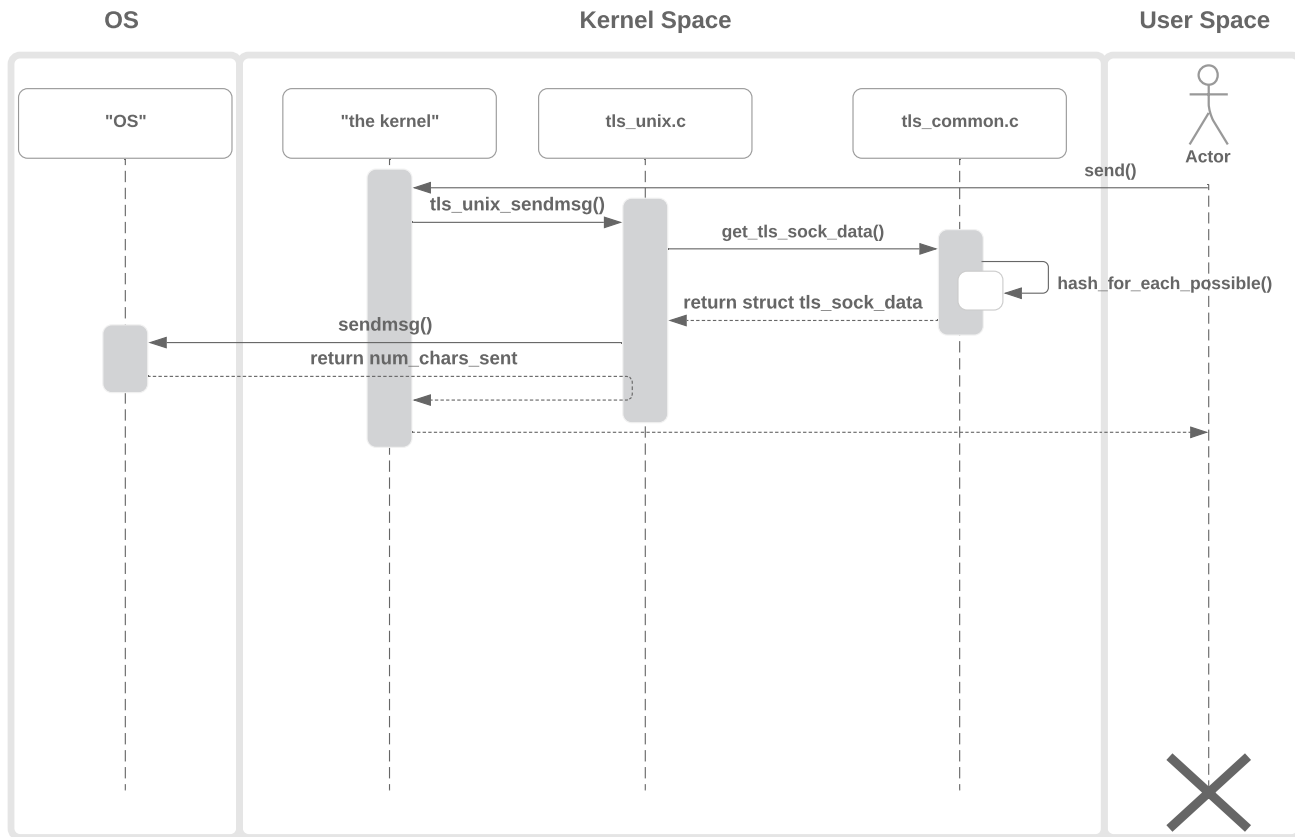 OS
Kernel Space
User Space
"OS"
"the kernel"
tls_unix.c
tls_common.c
Actor
send()
tls_unix_sendmsg()
get_tls_sock_data()
hash_for_each_possible()
return struct tls_sock_data
sendmsg()
return num_chars_sent